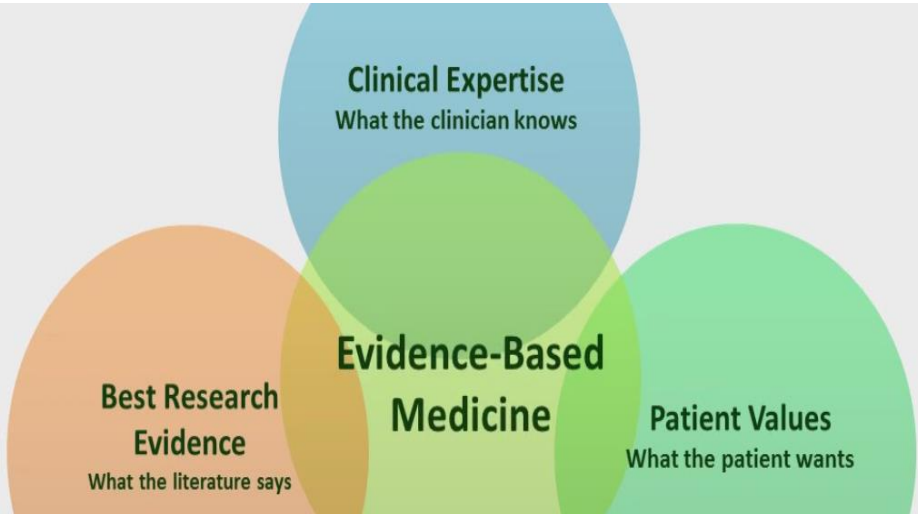 Clinical Expertise
What the clinician knows
Evidence-Based
Medicine
Best Research
Evidence
What the literature says
Patient Values
What the patient wants